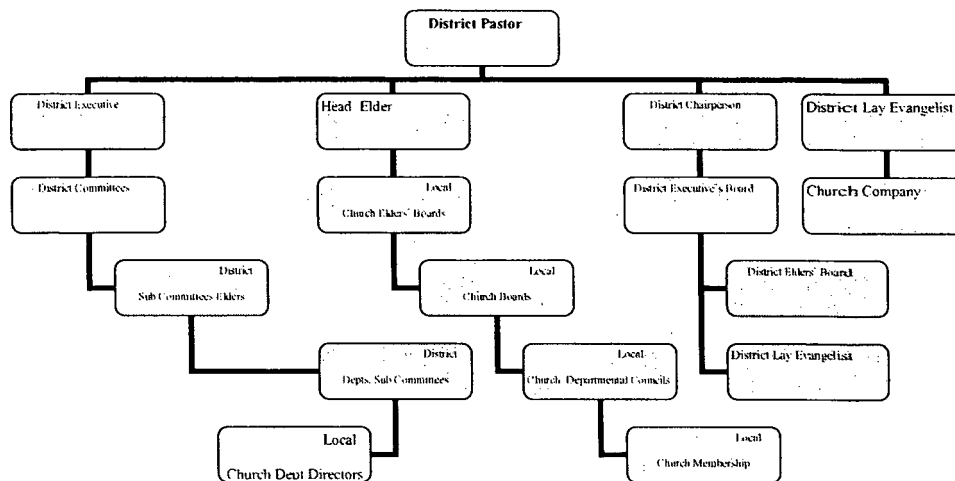 District Pastor
District Executive
Head Elder
District Chairperson
District Lay Evangelist
District Committees
Local
Church Elders' Boards
District Executive's Board
Church Company
District
Sub Committees Elders
Local
Church Boards
District Elders' Board
District
Depts. Sub Committees
Local
Church Departmental Councils
District Lay Evangelist
Local
Church Dept Directors
Local
Church Membership